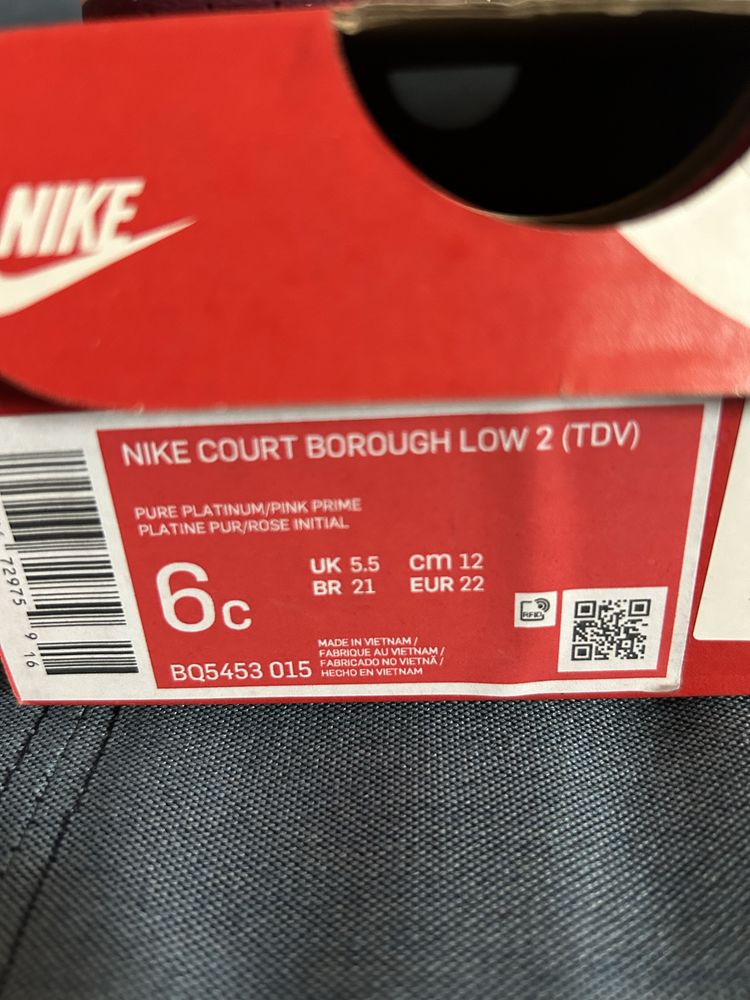 NIKE
NIKE COURT BOROUGH LOW 2 (TDV)
PURE PLATINUM/PINK PRIME
PLATINE PUR/ROSE INITIAL
6C
UK 5.5 CM 12
BR 21 EUR 22
RFID
MADE IN VIETNAM /
FABRIQUE AU VIETNAM /
FABRICADO NO VIETNÃ /
HECHO EN VIETNAM
BQ5453 015
72975 9 16